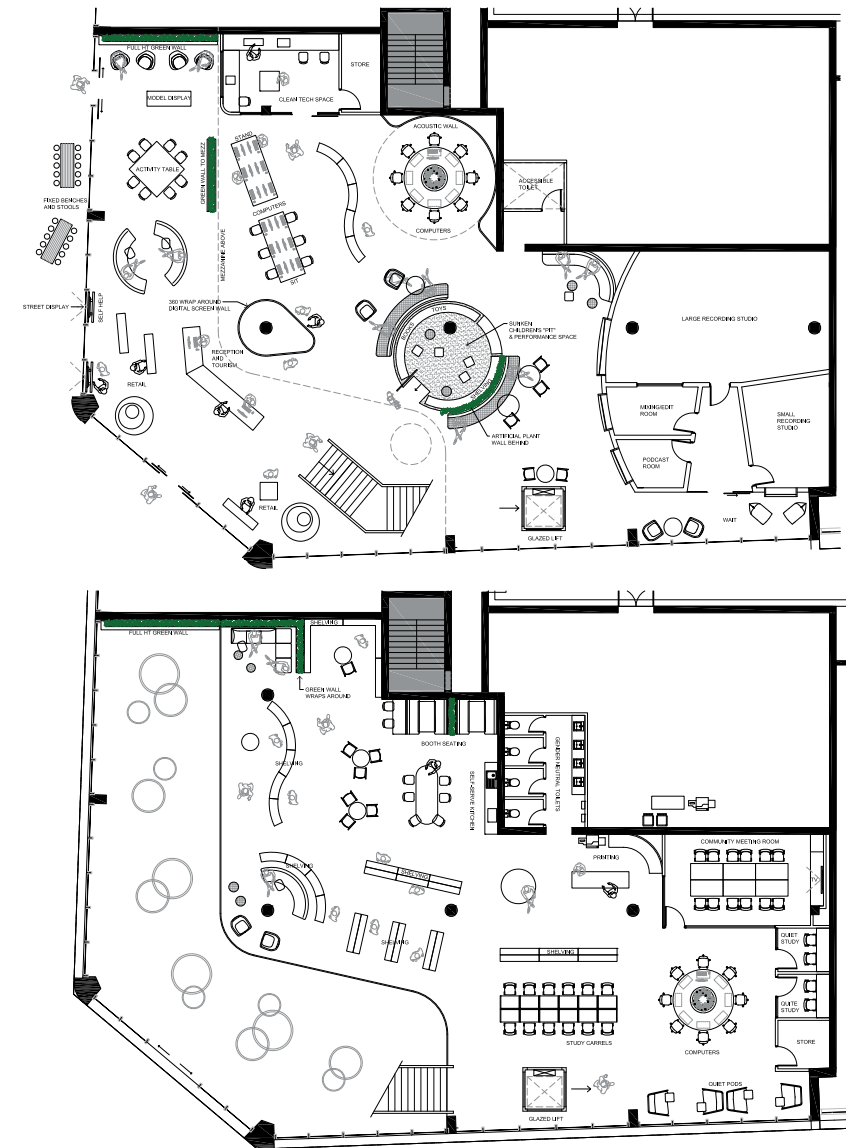 FULL HT GREEN WALL
MODEL DISPLAY
STORE
CLEAN TECH SPACE
ACTIVITY TABLE
GREEN WALL TO MEZZ
STAND
COMPUTERS
SIT
ACOUSTIC WALL
COMPUTERS
ACCESSIBLE
TOILET
FIXED BENCHES
AND STOOLS
MEZZANINE ABOVE
STREET DISPLAY
SELF HELP
360 WRAP AROUND
DIGITAL SCREEN WALL
RECEPTION
AND
TOURISM
RETAIL
TOYS
BOOKS
SUNKEN
CHILDREN'S "PIT"
& PERFORMANCE SPACE
SHELVING
ARTIFICIAL PLANT
WALL BEHIND
LARGE RECORDING STUDIO
MIXING/EDIT
ROOM
PODCAST
ROOM
SMALL
RECORDING
STUDIO
RETAIL
GLAZED LIFT
WAIT
FULL HT GREEN WALL
SHELVING
GREEN WALL
WRAPS AROUND
BOOTH SEATING
SHELVING
SELF-SERVE KITCHEN
GENDER NEUTRAL TOILETS
SHELVING
SHELVING
SHELVING
PRINTING
COMMUNITY MEETING ROOM
SHELVING
QUIET
STUDY
QUITE
STUDY
STUDY CARRELS
COMPUTERS
STORE
GLAZED LIFT
QUIET PODS